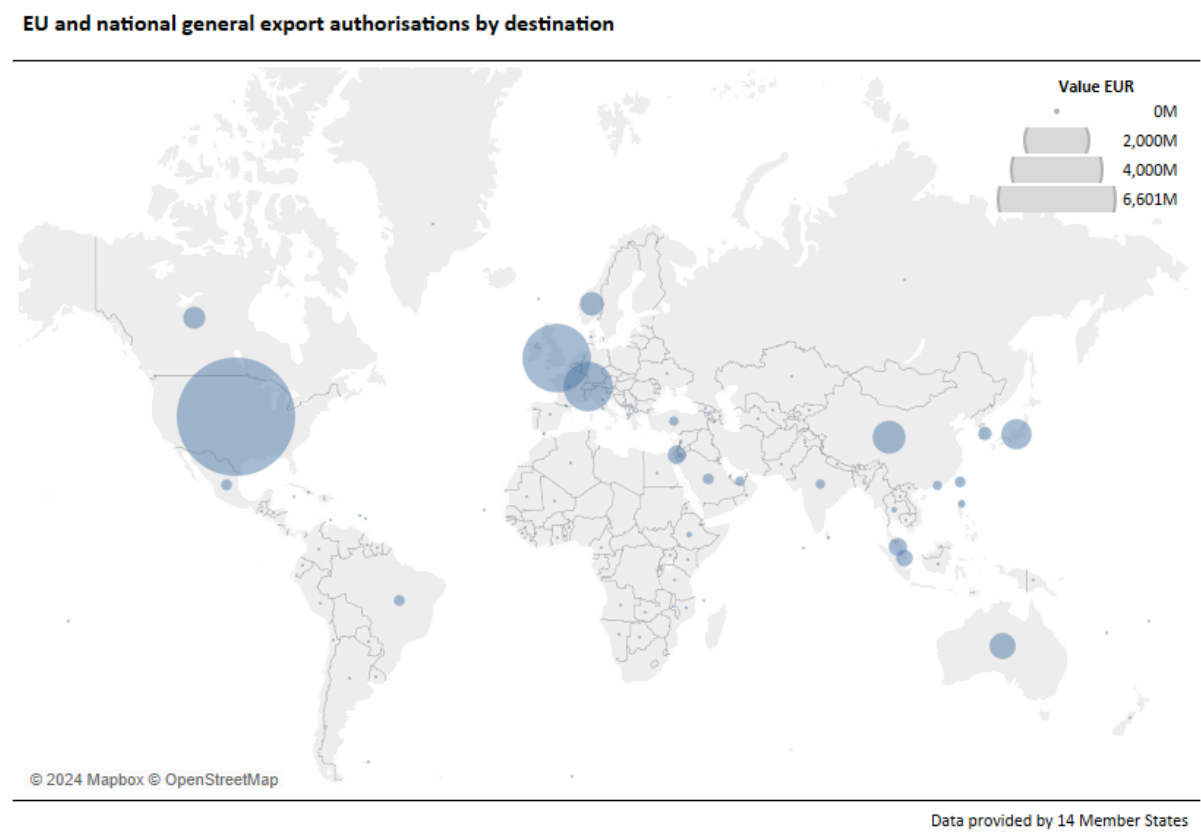 EU and national general export authorisations by destination
Value EUR
0M
2,000M
4,000M
6,601M
© 2024 Mapbox © OpenStreetMap
Data provided by 14 Member States